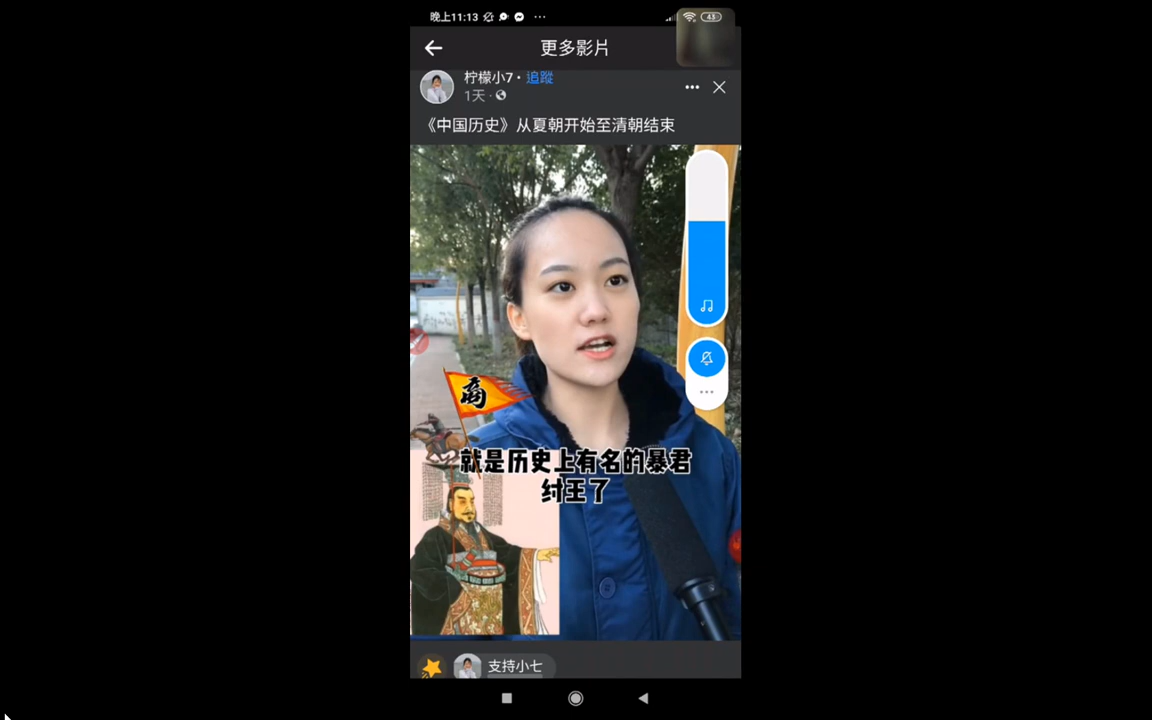 晚上11:13
43
更多影片
柠檬小7 · 追蹤
1天
《中国历史》从夏朝开始至清朝结束
商
就是历史上有名的暴君
纣王了
支持小七